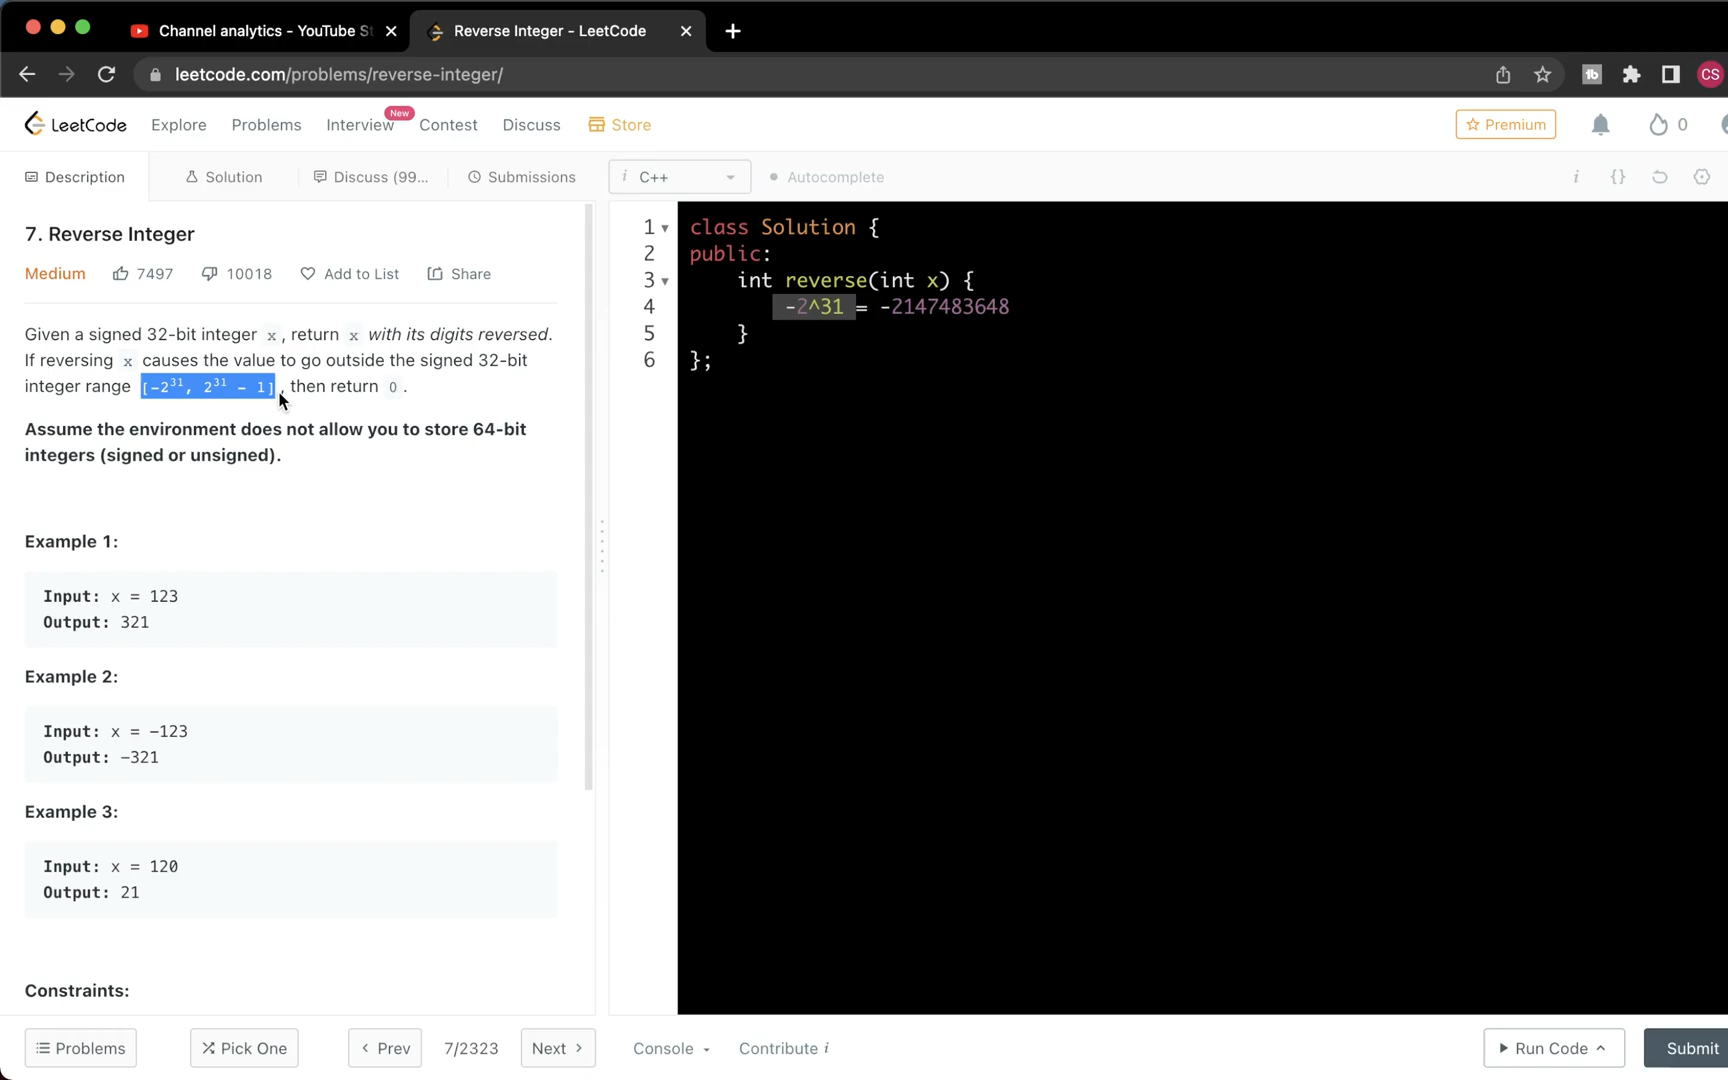 Channel analytics - YouTube St
Reverse Integer - LeetCode
leetcode.com/problems/reverse-integer/
CS
LeetCode
Explore
Problems
Interview
New
Contest
Discuss
Store
Premium
0
Description
Solution
Discuss (99...
Submissions
i C++
Autocomplete
i
{}
7. Reverse Integer
Medium
7497
10018
Add to List
Share
Given a signed 32-bit integer x, return x with its digits reversed.
If reversing x causes the value to go outside the signed 32-bit
integer range [-2³¹, 2³¹ - 1], then return 0.
Assume the environment does not allow you to store 64-bit
integers (signed or unsigned).
Example 1:
Input: x = 123
Output: 321
Example 2:
Input: x = -123
Output: -321
Example 3:
Input: x = 120
Output: 21
Constraints:
1 class Solution {
2 public:
3 int reverse(int x) {
4 -2^31 = -2147483648
5 }
6 };
Problems
Pick One
Prev
7/2323
Next
Console
Contribute i
Run Code
Submit